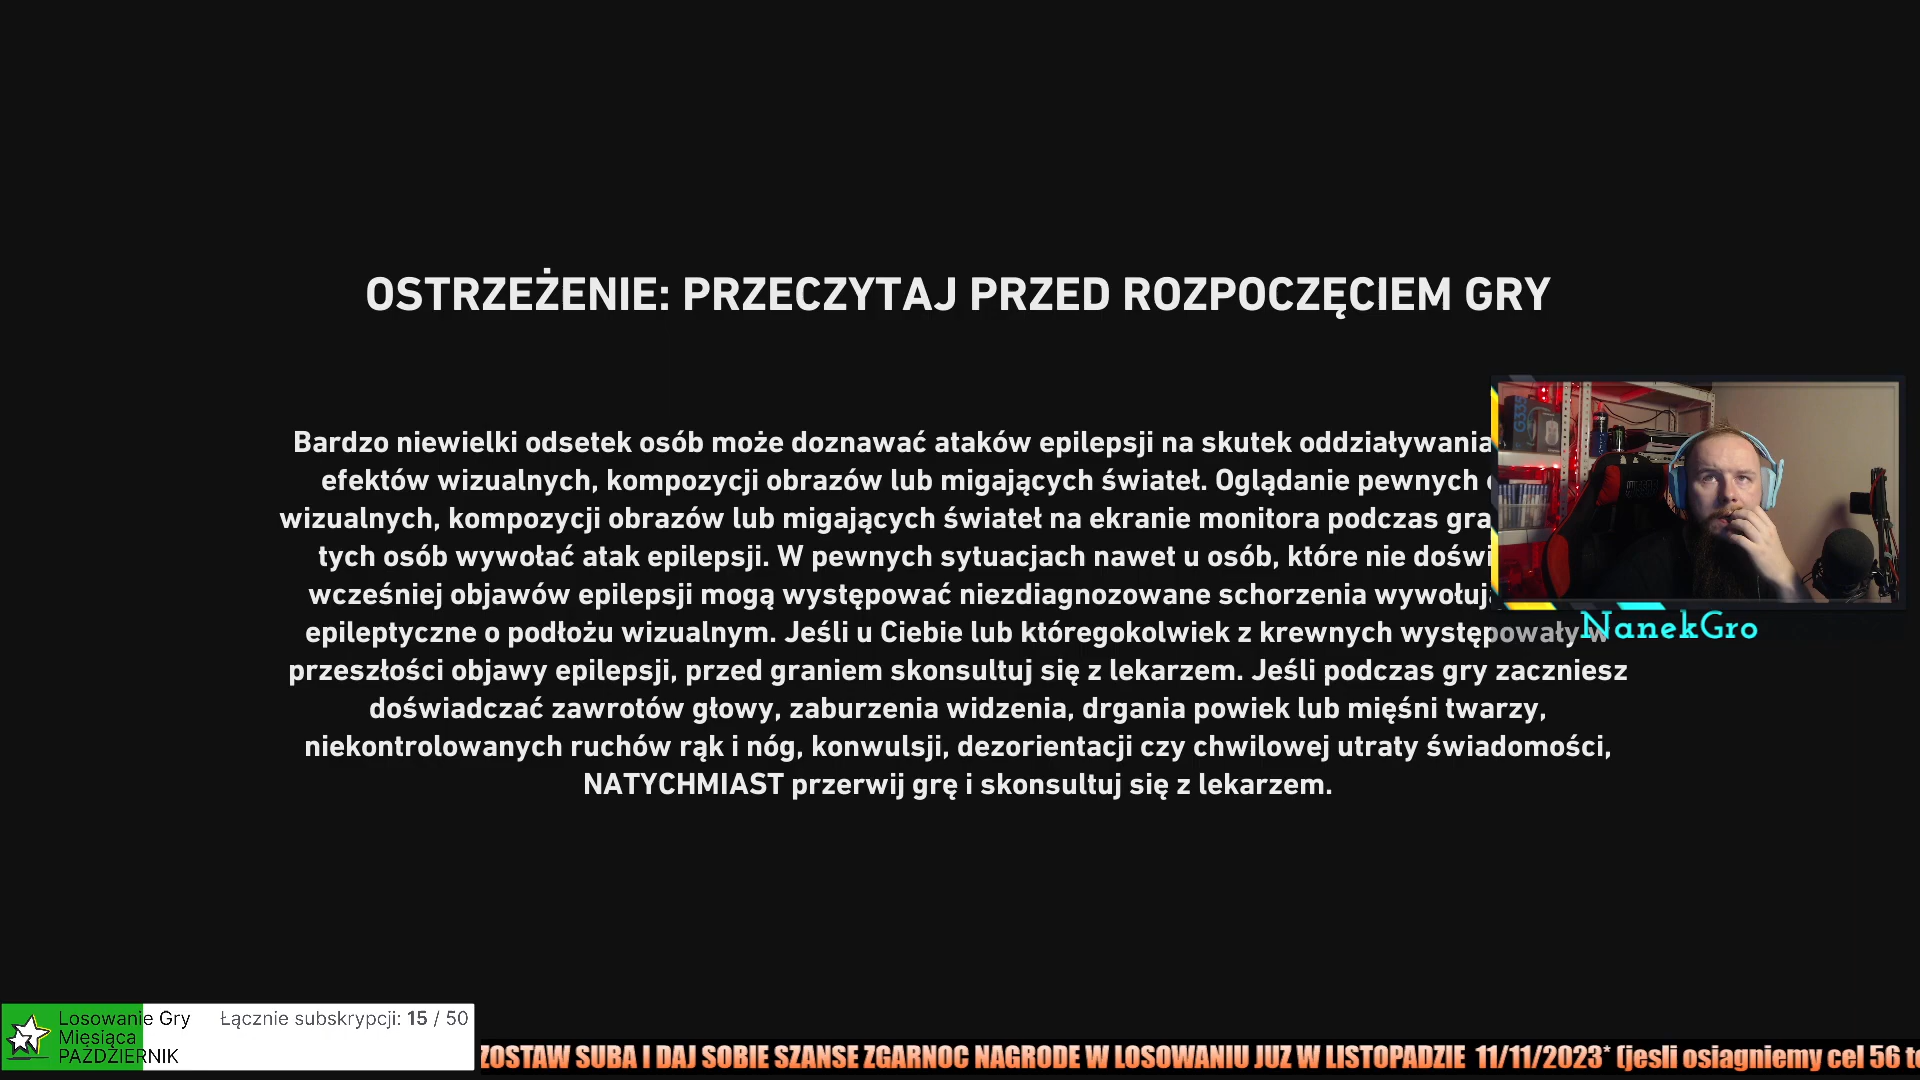 OSTRZEŻENIE: PRZECZYTAJ PRZED ROZPOCZĘCIEM GRY
Bardzo niewielki odsetek osób może doznawać ataków epilepsji na skutek oddziaływania
efektów wizualnych, kompozycji obrazów lub migających świateł. Oglądanie pewnych
wizualnych, kompozycji obrazów lub migających świateł na ekranie monitora podczas
tych osób wywołać atak epilepsji. W pewnych sytuacjach nawet u osób, które nie
wcześniej objawów epilepsji mogą występować niezdiagnozowane schorzenia
epileptyczne o podłożu wizualnym. Jeśli u Ciebie lub któregokolwiek z krewnych występowały w
NanekGro
przeszłości objawy epilepsji, przed graniem skonsultuj się z lekarzem. Jeśli podczas gry zaczniesz
doświadczać zawrotów głowy, zaburzenia widzenia, drgania powiek lub mięśni twarzy,
niekontrolowanych ruchów rąk i nóg, konwulsji, dezorientacji czy chwilowej utraty świadomości,
NATYCHMIAST przerwij grę i skonsultuj się z lekarzem.
Losowanie Gry
Miesiąca
PAŹDZIERNIK
Łącznie subskrypcji: 15 / 50
ZOSTAW SUBA I DAJ SOBIE SZANSE ZGARNOC NAGRODE W LOSOWANIU JUZ W LISTOPADZIE 11/11/2023* (jesli osiagniemy cel 56